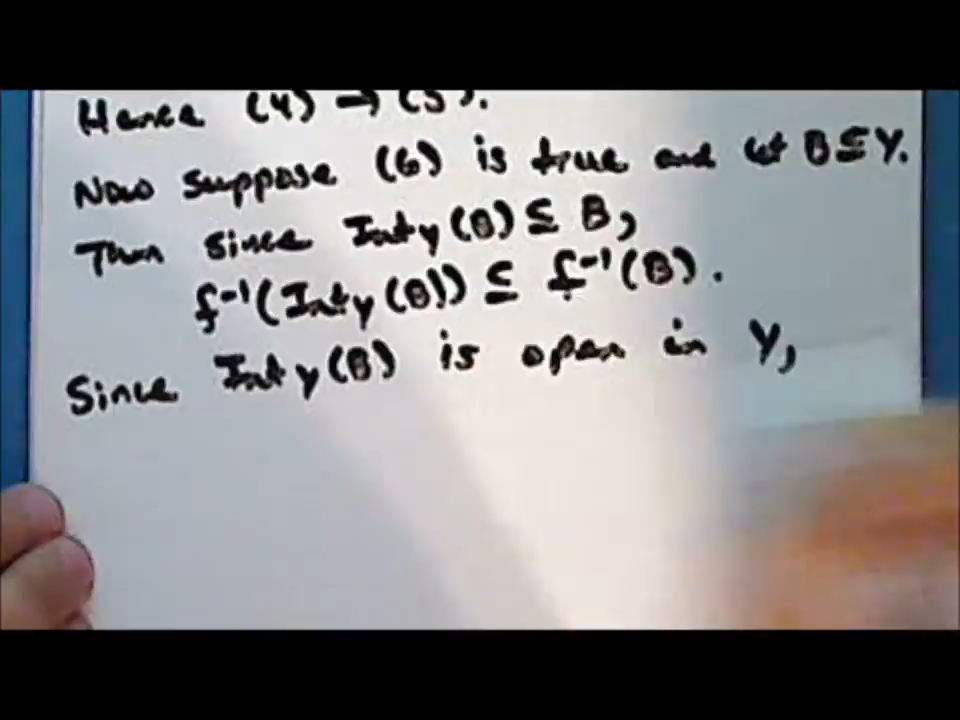 Hence (4) → (5).
Now suppose (6) is true and let B ⊆ Y.
Then since Int_Y(B) ⊆ B,
f⁻¹(Int_Y(B)) ⊆ f⁻¹(B).
Since Int_Y(B) is open in Y,